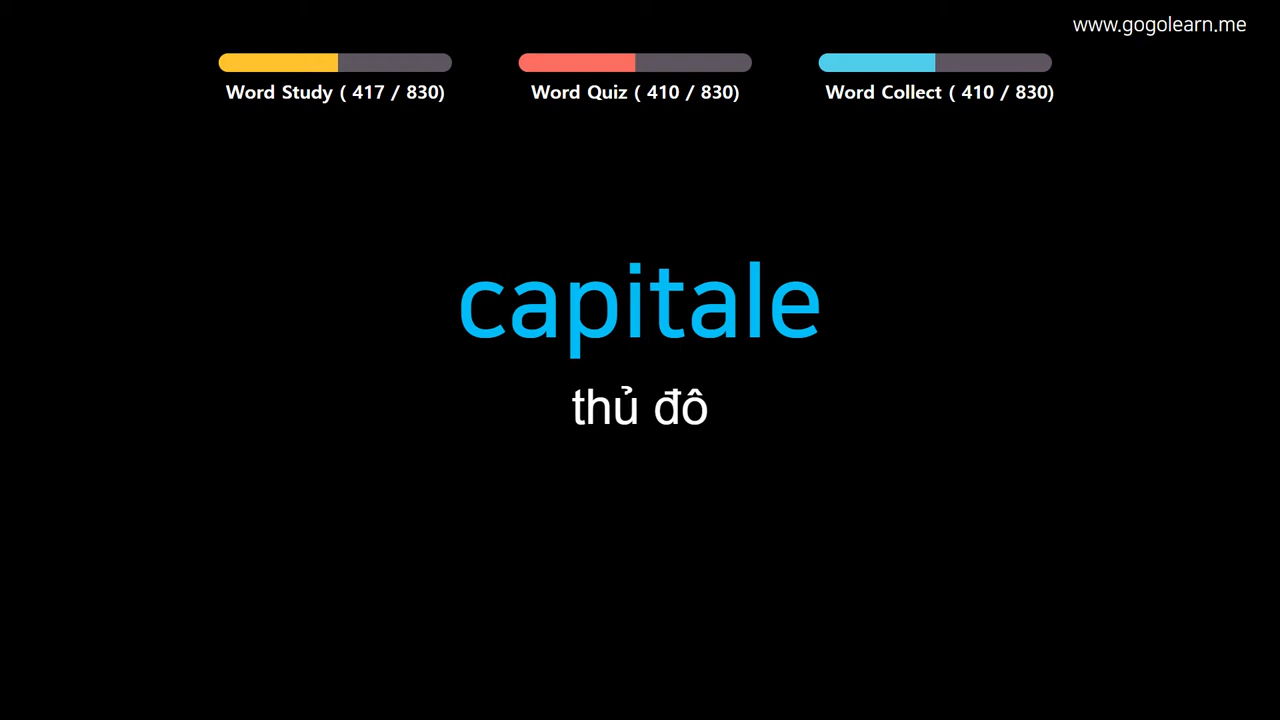 www.gogolearn.me
Word Study ( 417 / 830)
Word Quiz ( 410 / 830)
Word Collect ( 410 / 830)
capitale
thủ đô